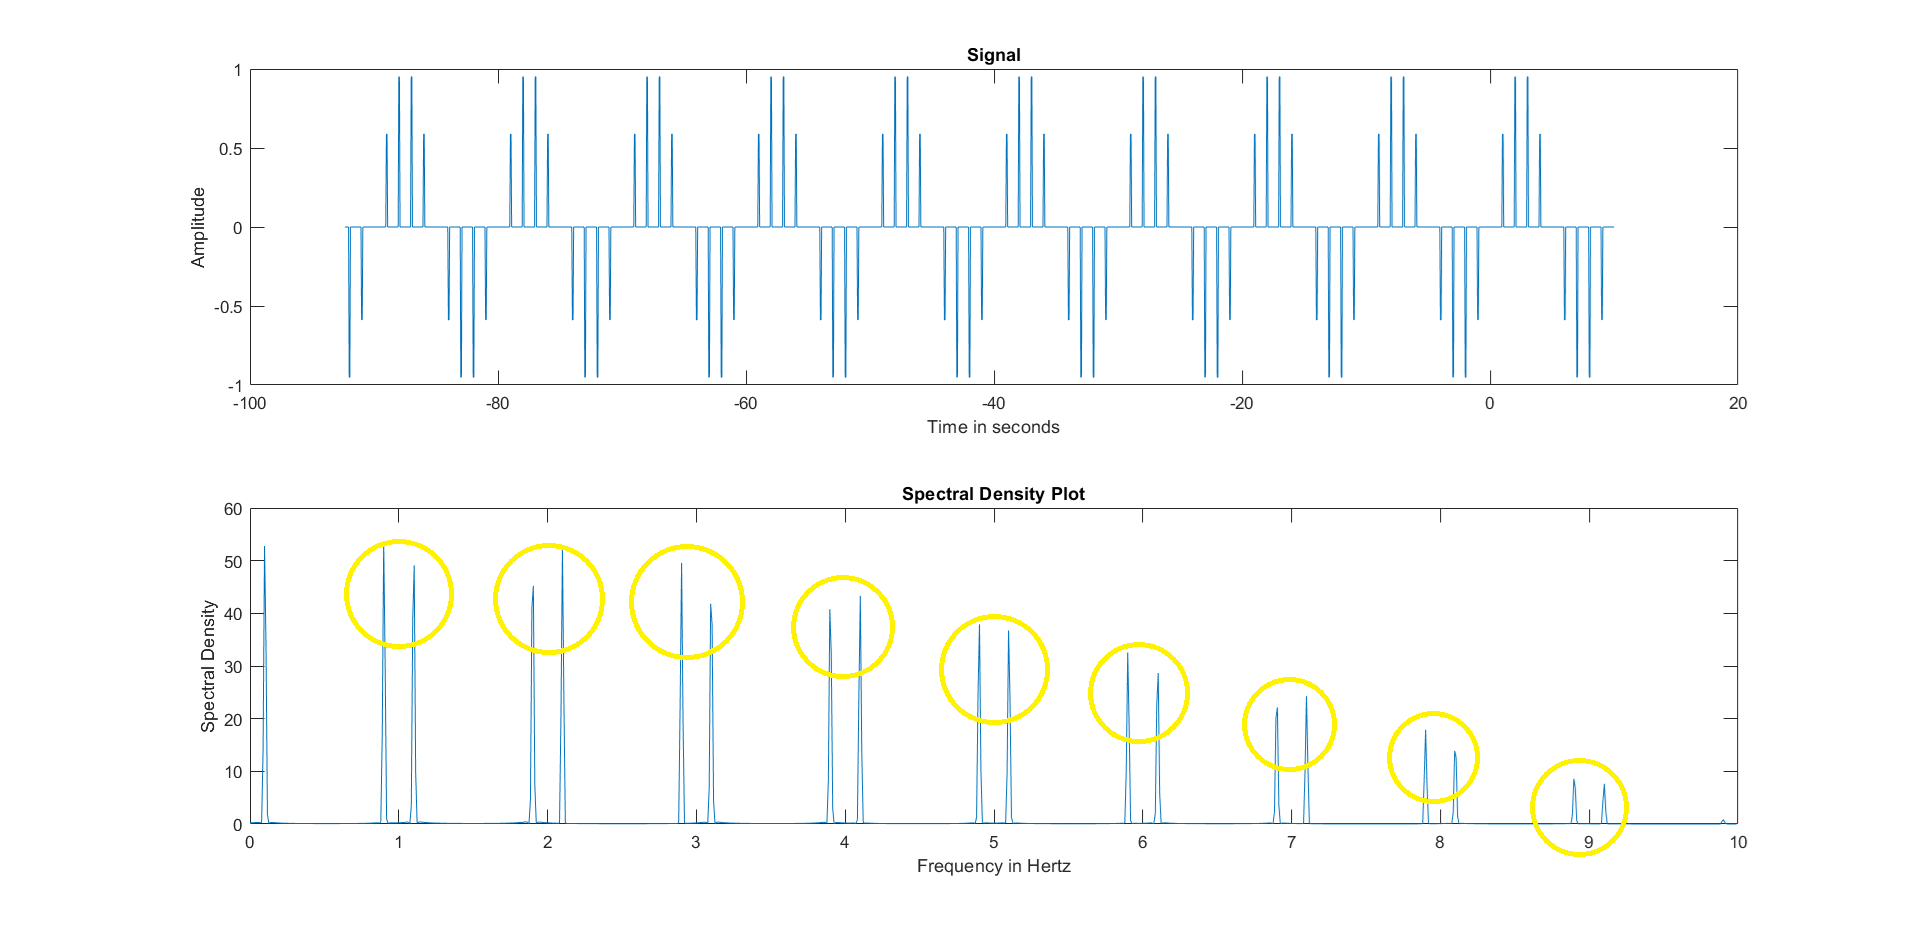 Signal
1
0.5
0
-0.5
-1
Amplitude
-100 -80 -60 -40 -20 0 20
Time in seconds
Spectral Density Plot
60
50
40
30
20
10
0
Spectral Density
0 1 2 3 4 5 6 7 8 9 10
Frequency in Hertz